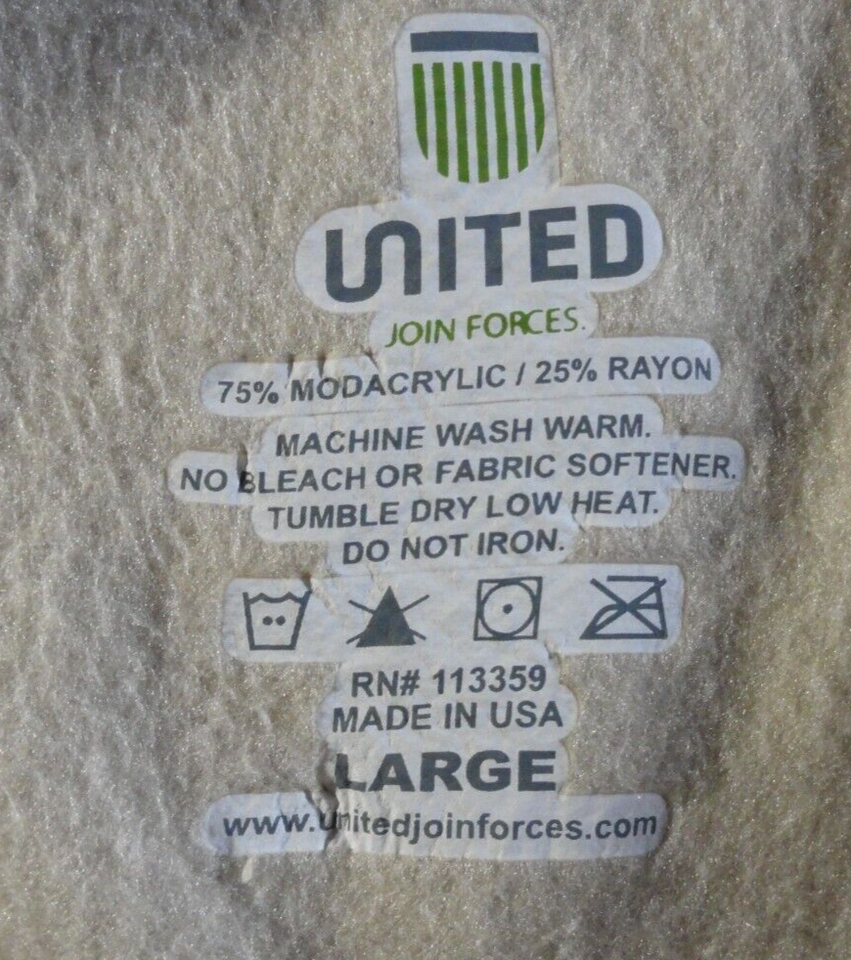 UNITED
JOIN FORCES.
75% MODACRYLIC / 25% RAYON
MACHINE WASH WARM.
NO BLEACH OR FABRIC SOFTENER.
TUMBLE DRY LOW HEAT.
DO NOT IRON.
RN# 113359
MADE IN USA
LARGE
www.unitedjoinforces.com